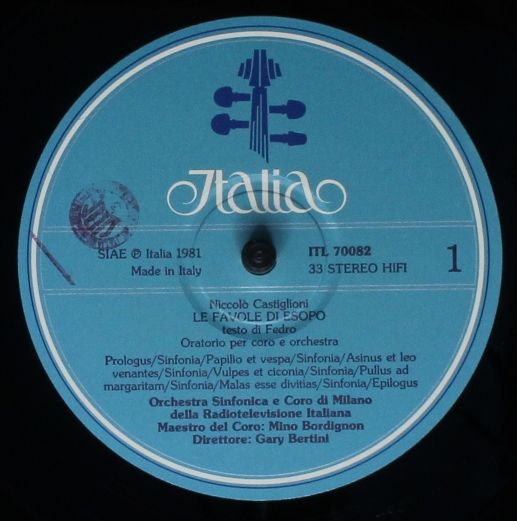 Italia
SIAE ℗ Italia 1981
Made in Italy
ITL 70082
33 STEREO HIFI
1
Niccolò Castiglioni
LE FAVOLE DI ESOPO
testo di Fedro
Oratorio per coro e orchestra
Prologus/Sinfonia/Papilio et vespa/Sinfonia/Asinus et leo
venantes/Sinfonia/Vulpes et ciconia/Sinfonia/Pullus ad
margaritam/Sinfonia/Malas esse divitias/Sinfonia/Epilogus
Orchestra Sinfonica e Coro di Milano
della Radiotelevisione Italiana
Maestro del Coro: Mino Bordignon
Direttore: Gary Bertini